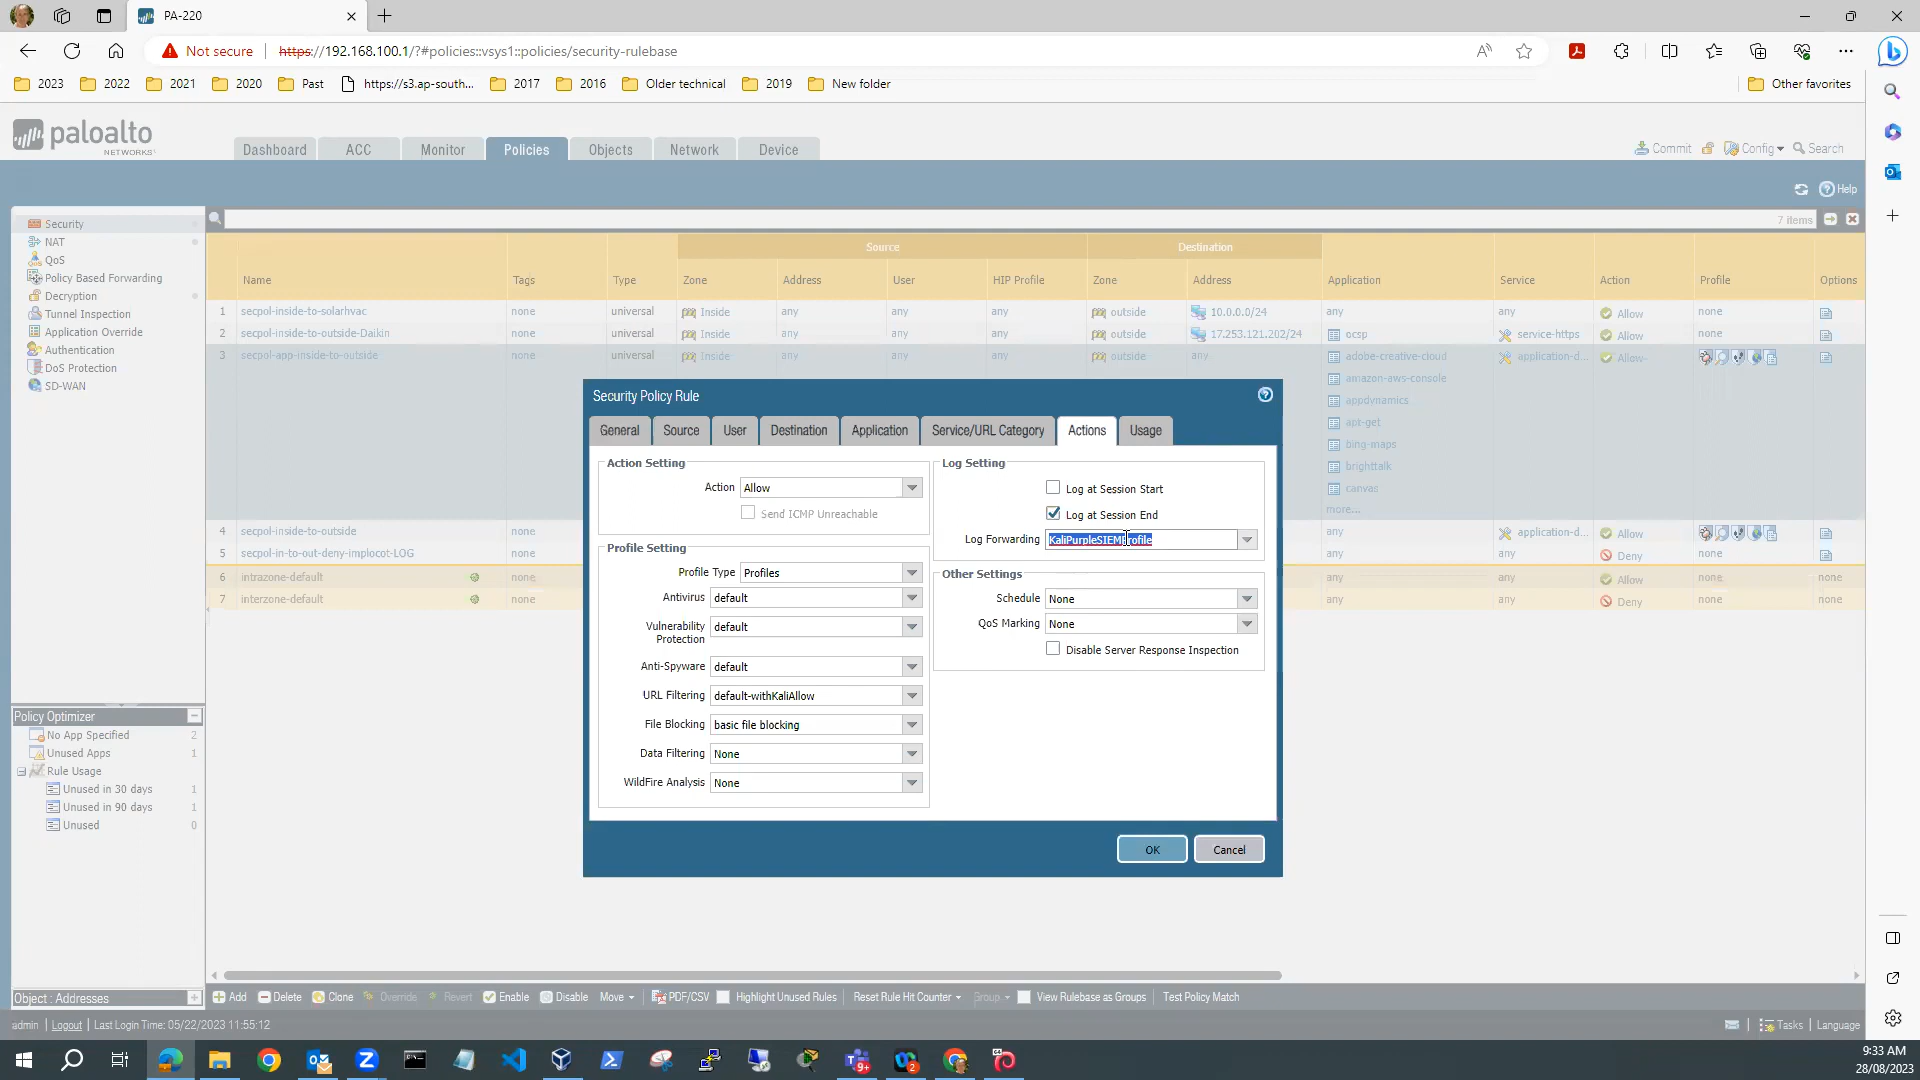 PA-220
Not secure
https://192.168.100.1/?#policies::vsys1::policies/security-rulebase
2023
2022
2021
2020
Past
https://s3.ap-south...
2017
2016
Older technical
2019
New folder
Other favorites
paloalto
NETWORKS
Dashboard
ACC
Monitor
Policies
Objects
Network
Device
Commit
Config
Search
Help
Security
NAT
QoS
Policy Based Forwarding
Decryption
Tunnel Inspection
Application Override
Authentication
DoS Protection
SD-WAN
7 items
Source
Destination
Name
Tags
Type
Zone
Address
User
HIP Profile
Zone
Address
Application
Service
Action
Profile
Options
1 secpol-inside-to-solarhvac none universal Inside any any any outside 10.0.0.0/24 any any Allow none
2 secpol-inside-to-outside-Daikin none universal Inside any any any outside 17.253.121.202/24 ocsp service-https Allow none
3 secpol-app-inside-to-outside none universal Inside any any any outside any adobe-creative-cloud application-d... Allow
amazon-aws-console
appdynamics
apt-get
bing-maps
brighttalk
canvas
more...
4 secpol-inside-to-outside none any application-d... Allow
5 secpol-in-to-out-deny-implocot-LOG none any any Deny none
6 intrazone-default none any any Allow none none
7 interzone-default none any any Deny none none
Security Policy Rule
General
Source
User
Destination
Application
Service/URL Category
Actions
Usage
Action Setting
Action Allow
Send ICMP Unreachable
Profile Setting
Profile Type Profiles
Antivirus default
Vulnerability
Protection
default
Anti-Spyware default
URL Filtering default-withKaliAllow
File Blocking basic file blocking
Data Filtering None
WildFire Analysis None
Log Setting
Log at Session Start
Log at Session End
Log Forwarding KaliPurpleSIEMProfile
Other Settings
Schedule None
QoS Marking None
Disable Server Response Inspection
OK
Cancel
Policy Optimizer
No App Specified 2
Unused Apps 1
Rule Usage
Unused in 30 days 1
Unused in 90 days 1
Unused 0
Object : Addresses
Add
Delete
Clone
Override
Revert
Enable
Disable
Move
PDF/CSV
Highlight Unused Rules
Reset Rule Hit Counter
Group
View Rulebase as Groups
Test Policy Match
admin | Logout | Last Login Time: 05/22/2023 11:55:12
Tasks | Language
9+
2
9:33 AM
28/08/2023